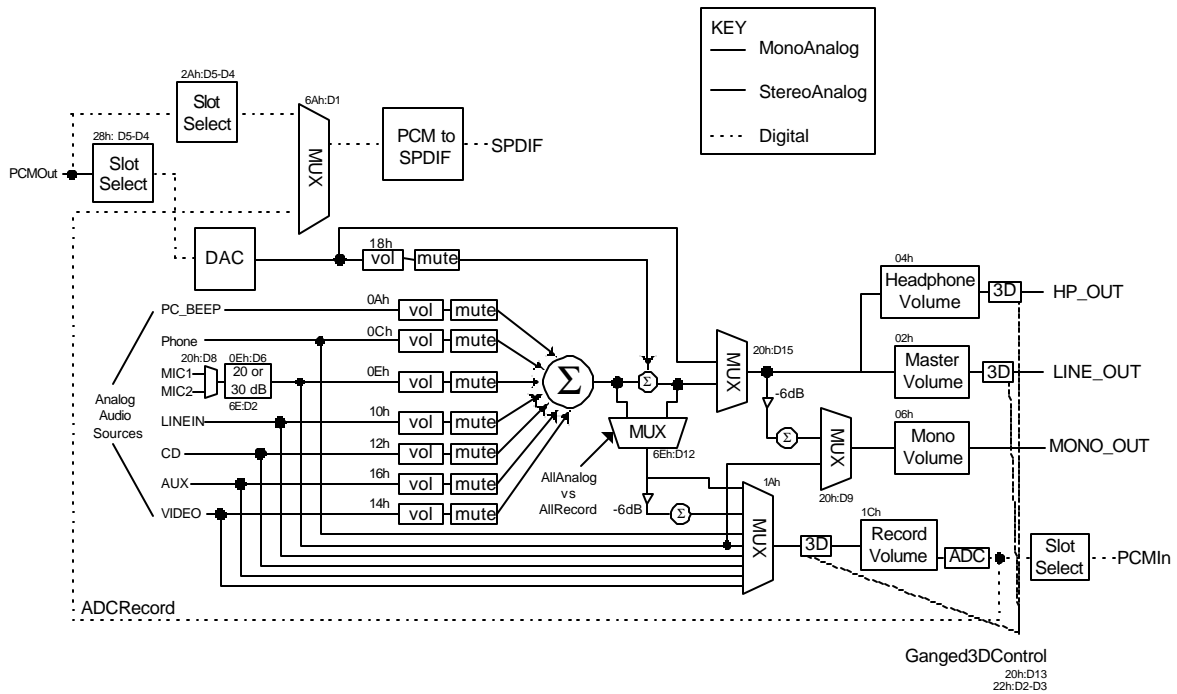 KEY
MonoAnalog
StereoAnalog
Digital
2Ah:D5-D4
Slot
Select
6Ah:D1
MUX
PCM to
SPDIF
SPDIF
28h: D5-D4
PCMOut
Slot
Select
DAC
18h
vol
mute
PC_BEEP
0Ah
vol
mute
Phone
0Ch
vol
mute
20h:D8
0Eh:D6
MIC1
MIC2
20 or
30 dB
6E:D2
0Eh
vol
mute
Analog
Audio
Sources
LINEIN
10h
vol
mute
CD
12h
vol
mute
AUX
16h
vol
mute
VIDEO
14h
vol
mute
Σ
Σ
MUX
6Eh:D12
AllAnalog
vs
AllRecord
-6dB
Σ
MUX
20h:D15
-6dB
Σ
MUX
20h:D9
04h
Headphone
Volume
3D
HP_OUT
02h
Master
Volume
3D
LINE_OUT
06h
Mono
Volume
MONO_OUT
1Ah
MUX
3D
1Ch
Record
Volume
ADC
Slot
Select
PCMIn
ADCRecord
Ganged3DControl
20h:D13
22h:D2-D3